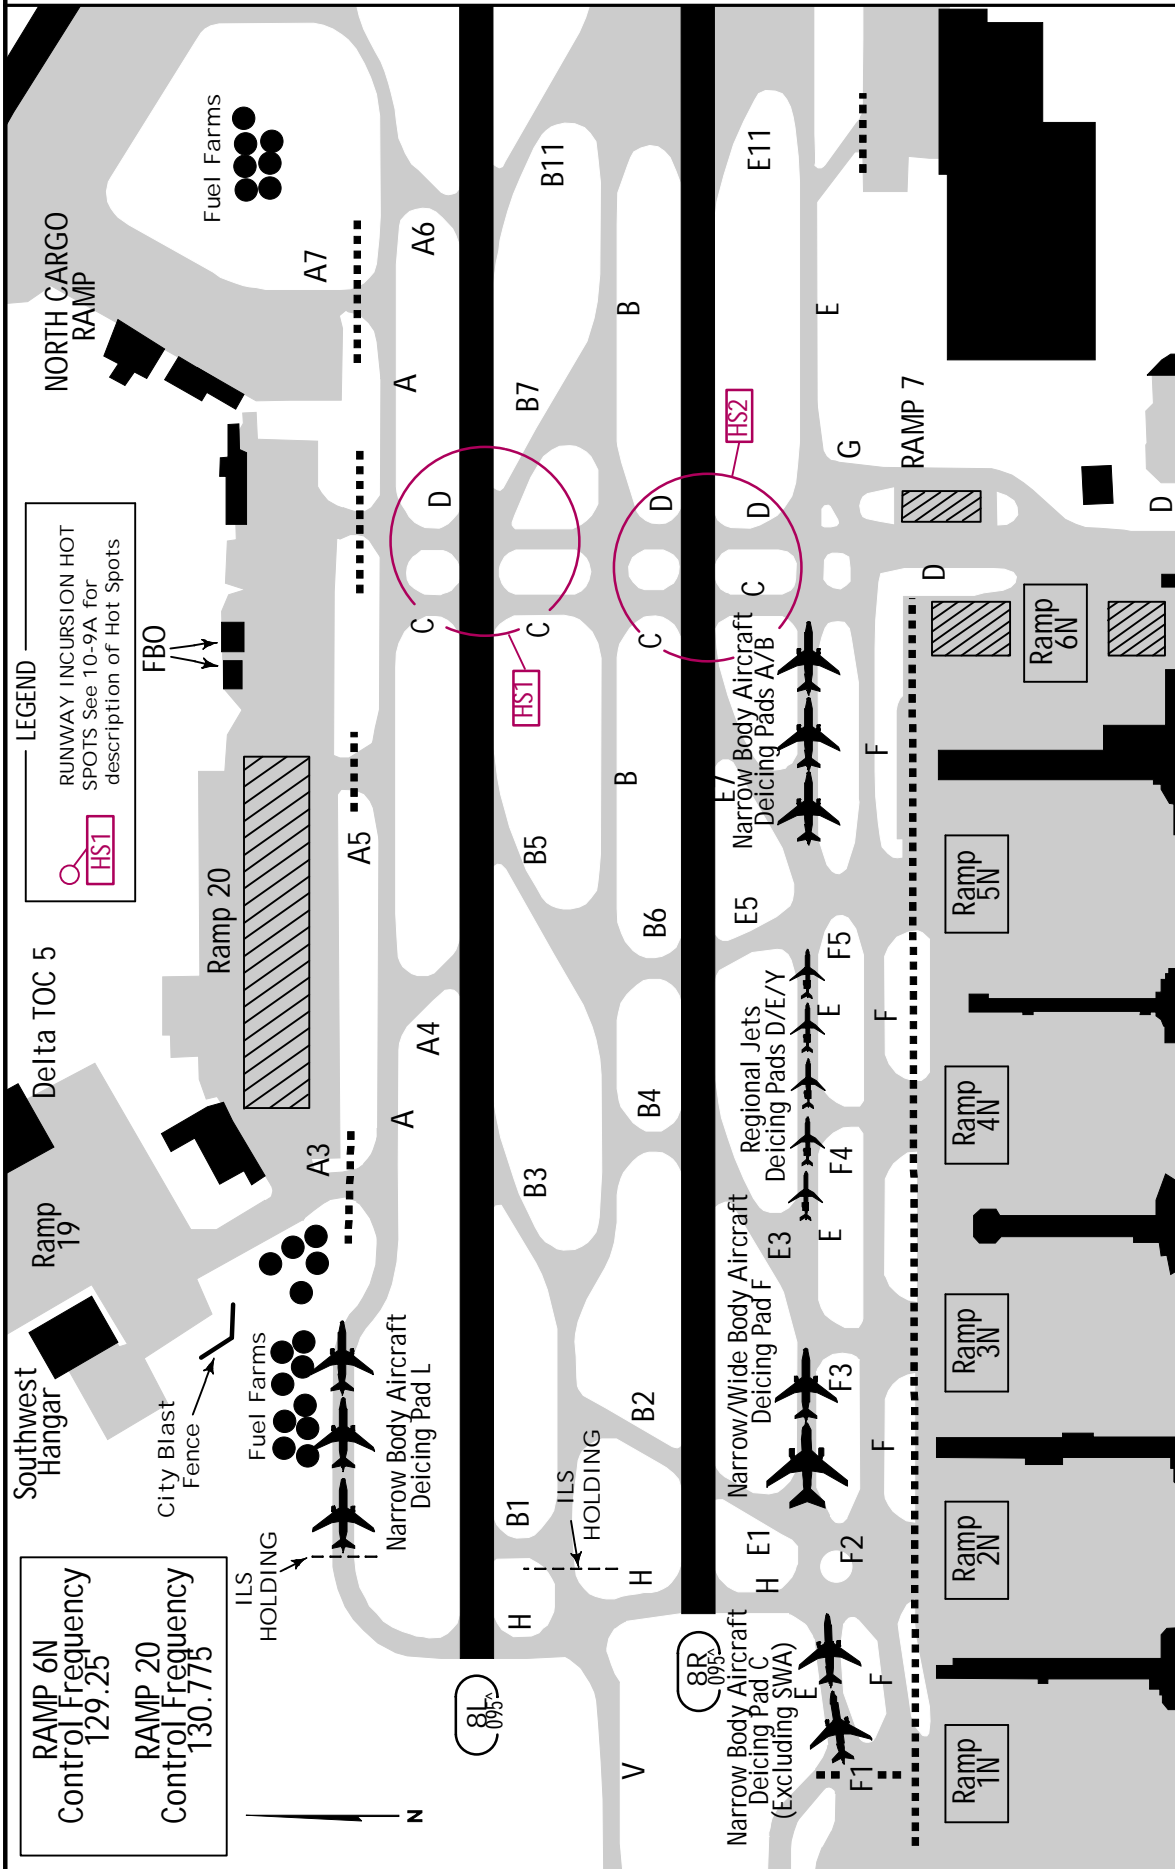 LEGEND
HS1
RUNWAY INCURSION HOT
SPOTS See 10-9A for
description of Hot Spots
RAMP 6N
Control Frequency
129.25
RAMP 20
Control Frequency
130.775
N
Southwest
Hangar
City Blast
Fence
Ramp
19
Delta TOC 5
Ramp 20
FBO
NORTH CARGO
RAMP
Fuel Farms
Fuel Farms
ILS
HOLDING
Narrow Body Aircraft
Deicing Pad L
A3
A5
A7
A
A4
C
D
A
A6
8L
095^
H
B1
B3
B5
HS1
C
B7
B11
ILS
HOLDING
V
H
B2
B4
B6
B
C
D
B
8R
095^
H
E1
E3
E5
E7
C
D
HS2
E11
Narrow Body Aircraft
Deicing Pad C
(Excluding SWA)
Narrow/Wide Body Aircraft
Deicing Pad F
Regional Jets
Deicing Pads D/E/Y
Narrow Body Aircraft
Deicing Pads A/B
E
E
E
E
F1
F2
F3
F4
F5
G
F
F
F
F
D
RAMP 7
Ramp
1N
Ramp
2N
Ramp
3N
Ramp
4N
Ramp
5N
Ramp
6N
D